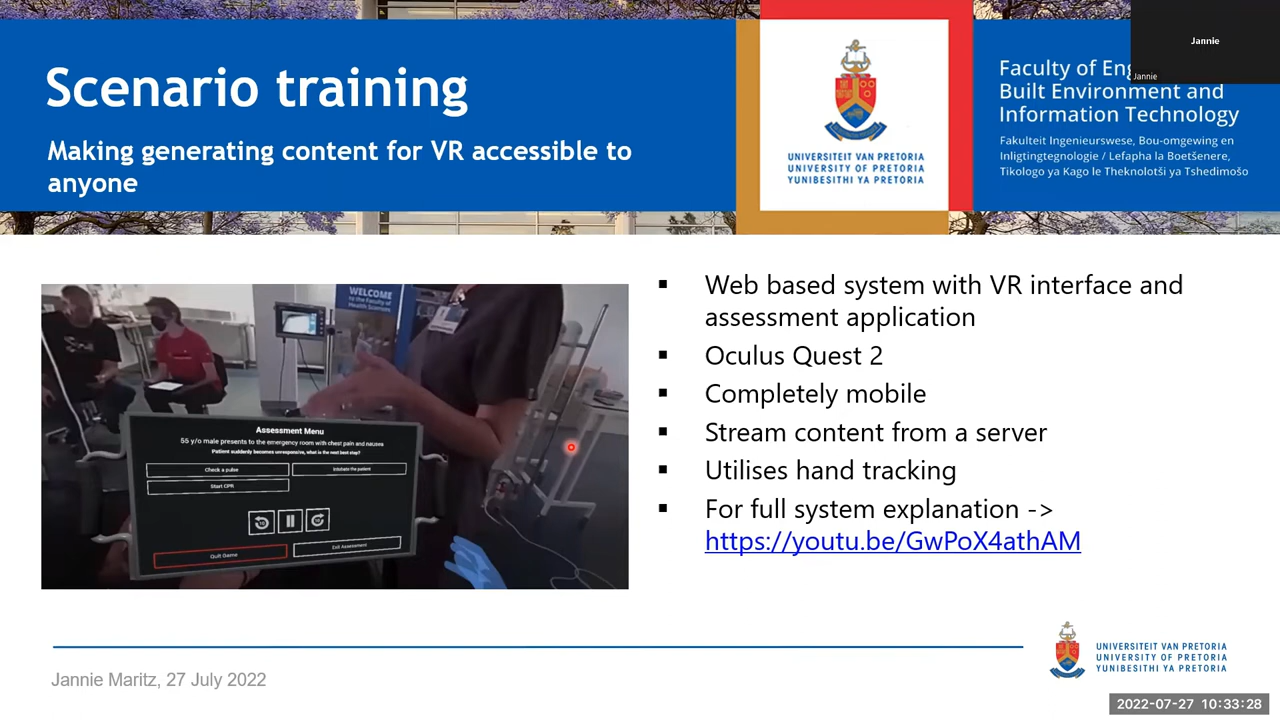 Scenario training
Making generating content for VR accessible to
anyone
UNIVERSITEIT VAN PRETORIA
UNIVERSITY OF PRETORIA
YUNIBESITHI YA PRETORIA
Faculty of Eng
Built Environment and
Information Technology
Fakulteit Ingenieurswese, Bou-omgewing en
Inligtingtegnologie / Lefapha la Boetšenere,
Tikologo ya Kago le Theknolotši ya Tshedimošo
Jannie
Jannie
WELCOME
to the Faculty of
Health Sciences
Assessment Menu
55 y/o male presents to the emergency room with chest pain and nausea
Patient suddenly becomes unresponsive, what is the next best step?
Check a pulse
Intubate the patient
Start CPR
Quit Game
Exit Assessment
▪ Web based system with VR interface and
assessment application
▪ Oculus Quest 2
▪ Completely mobile
▪ Stream content from a server
▪ Utilises hand tracking
▪ For full system explanation ->
https://youtu.be/GwPoX4athAM
Jannie Maritz, 27 July 2022
UNIVERSITEIT VAN PRETORIA
UNIVERSITY OF PRETORIA
YUNIBESITHI YA PRETORIA
2022-07-27 10:33:28